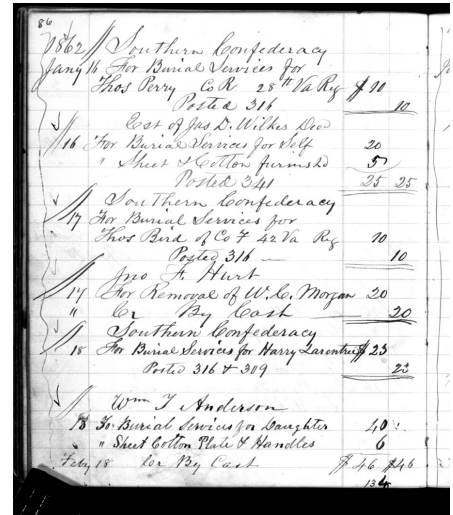 86
1862 // Southern Confederacy
Jany 16 For Burial Services for
Thos Perry Co R 28th Va Reg $10
Posted 316 10
Est of Jas D. Wilkes Decd
16 For Burial Services for Self 20
" Sheet & Cotton furnishd 5
Posted 341 25 25
// Southern Confederacy
17 For Burial Services for
Thos Bird of Co F 42 Va Reg 10
Posted 316 — 10
// Jno F. Hurt
17 For Removal of W. C. Morgan 20
" Cr By Cash 20
// Southern Confederacy
18 For Burial Services for Harry $23
Posted 316 & 309 23
// Wm T Anderson
18 To Burial Services for Daughter 40
" Sheet Cotton Plate & Handles 6
Feby 18 Cr By Cash $46 $46